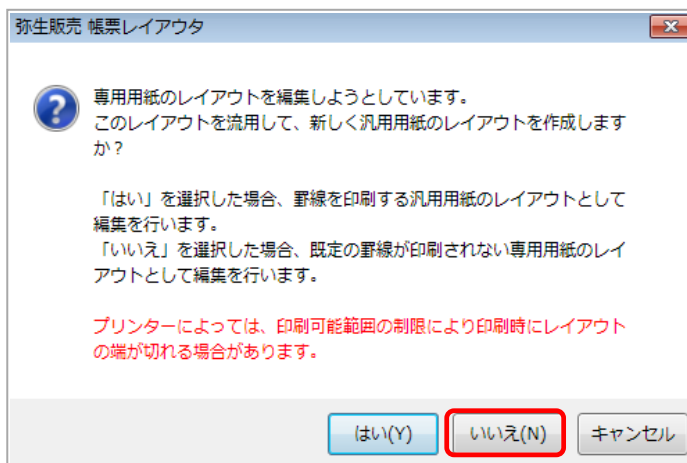 弥生販売 帳票レイアウタ
専用用紙のレイアウトを編集しようとしています。
このレイアウトを流用して、新しく汎用用紙のレイアウトを作成します
か？
「はい」を選択した場合、罫線を印刷する汎用用紙のレイアウトとして
編集を行います。
「いいえ」を選択した場合、既定の罫線が印刷されない専用用紙のレイ
アウトとして編集を行います。
プリンターによっては、印刷可能範囲の制限により印刷時にレイアウト
の端が切れる場合があります。
はい(Y) いいえ(N) キャンセル